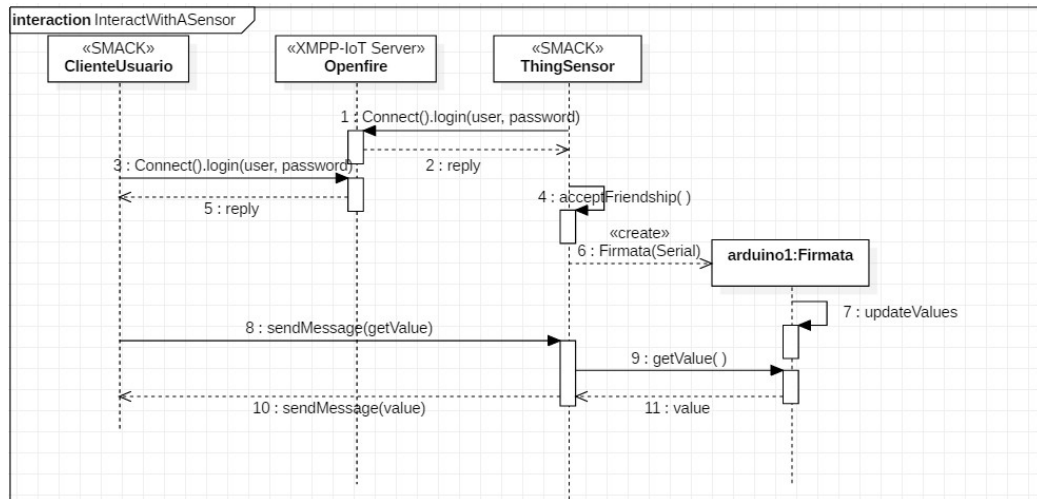 interaction InteractWithASensor
«SMACK»
ClienteUsuario
«XMPP-IoT Server»
Openfire
«SMACK»
ThingSensor
1 : Connect().login(user, password)
2 : reply
3 : Connect().login(user, password)
4 : acceptFriendship( )
5 : reply
«create»
6 : Firmata(Serial)
arduino1:Firmata
7 : updateValues
8 : sendMessage(getValue)
9 : getValue( )
10 : sendMessage(value)
11 : value